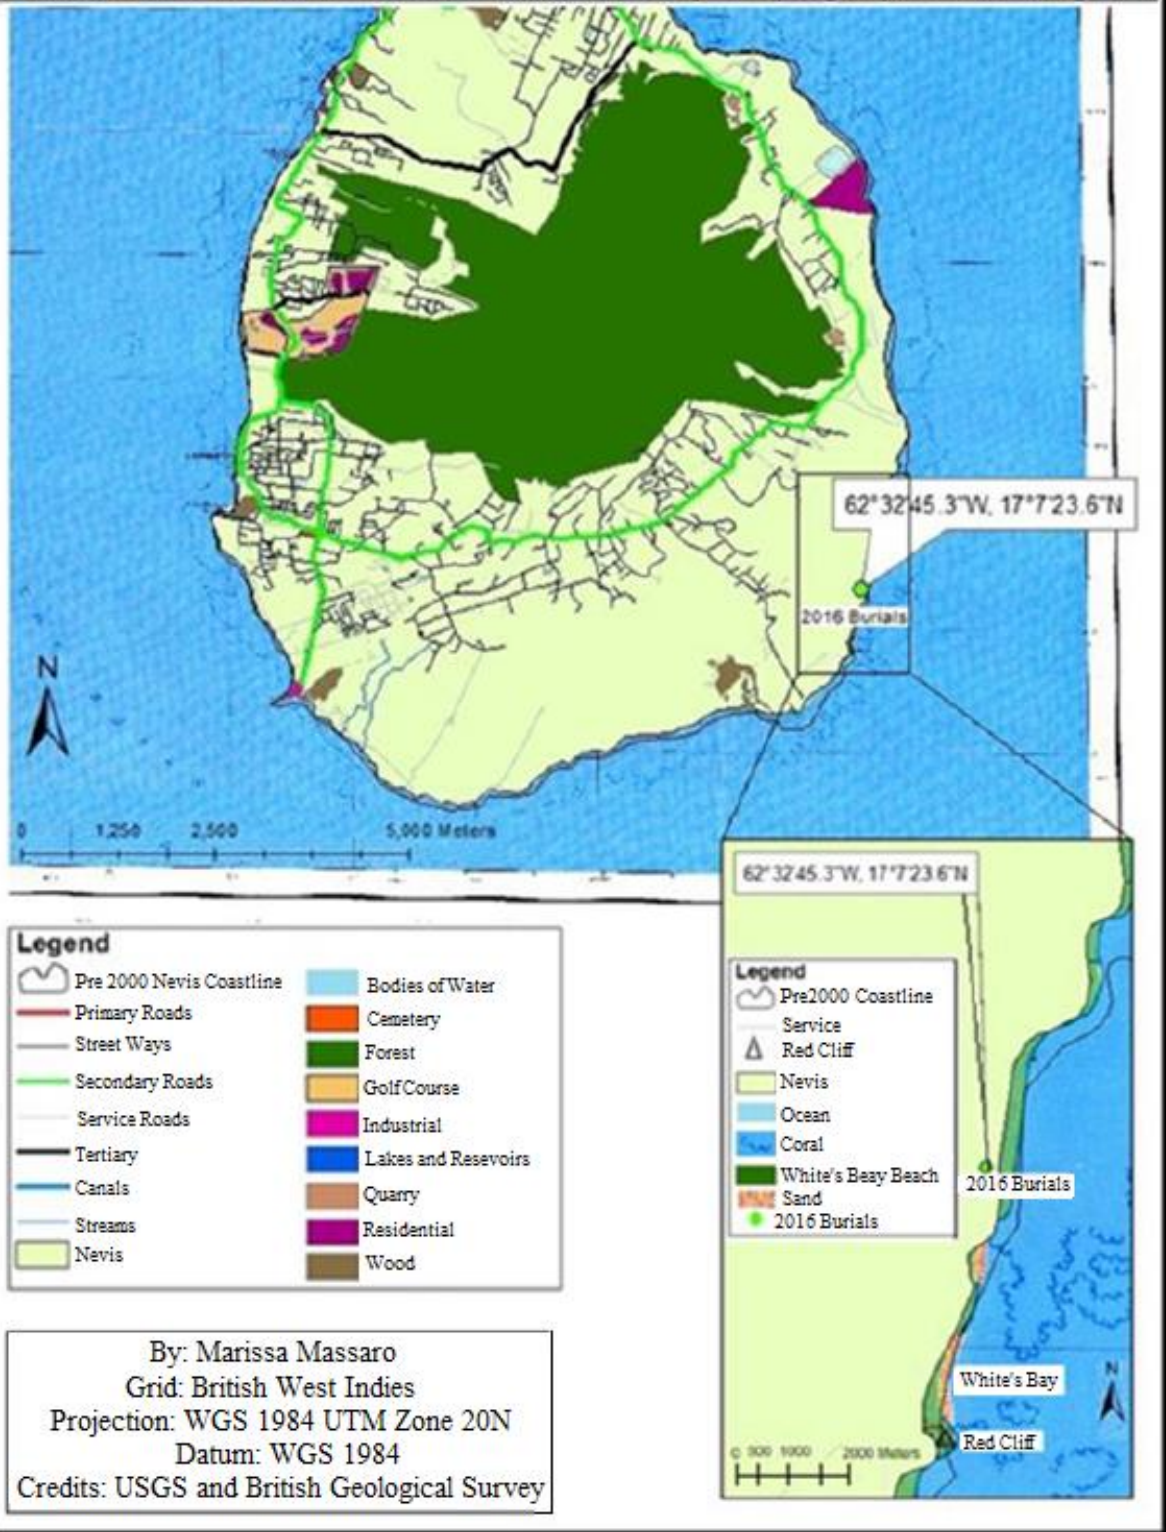 62°32'45.3"W, 17°7'23.6"N
2016 Burials
N
0 1,250 2,500 5,000 Meters
62°32'45.3"W, 17°7'23.6"N
Legend
Pre 2000 Nevis Coastline
Primary Roads
Street Ways
Secondary Roads
Service Roads
Tertiary
Canals
Streams
Nevis
Bodies of Water
Cemetery
Forest
Golf Course
Industrial
Lakes and Resevoirs
Quarry
Residential
Wood
Legend
Pre2000 Coastline
Service
Red Cliff
Nevis
Ocean
Coral
White's Beay Beach
Sand
2016 Burials
2016 Burials
White's Bay
N
Red Cliff
0 500 1000 2000 Meters
By: Marissa Massaro
Grid: British West Indies
Projection: WGS 1984 UTM Zone 20N
Datum: WGS 1984
Credits: USGS and British Geological Survey